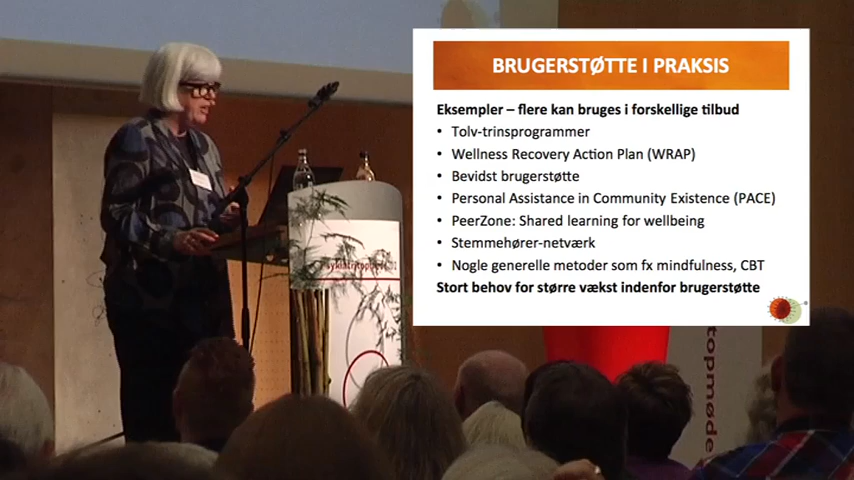 BRUGERSTØTTE I PRAKSIS
Eksempler – flere kan bruges i forskellige tilbud
• Tolv-trinsprogrammer
• Wellness Recovery Action Plan (WRAP)
• Bevidst brugerstøtte
• Personal Assistance in Community Existence (PACE)
• PeerZone: Shared learning for wellbeing
• Stemmehører-netværk
• Nogle generelle metoder som fx mindfulness, CBT
Stort behov for større vækst indenfor brugerstøtte
topmøde